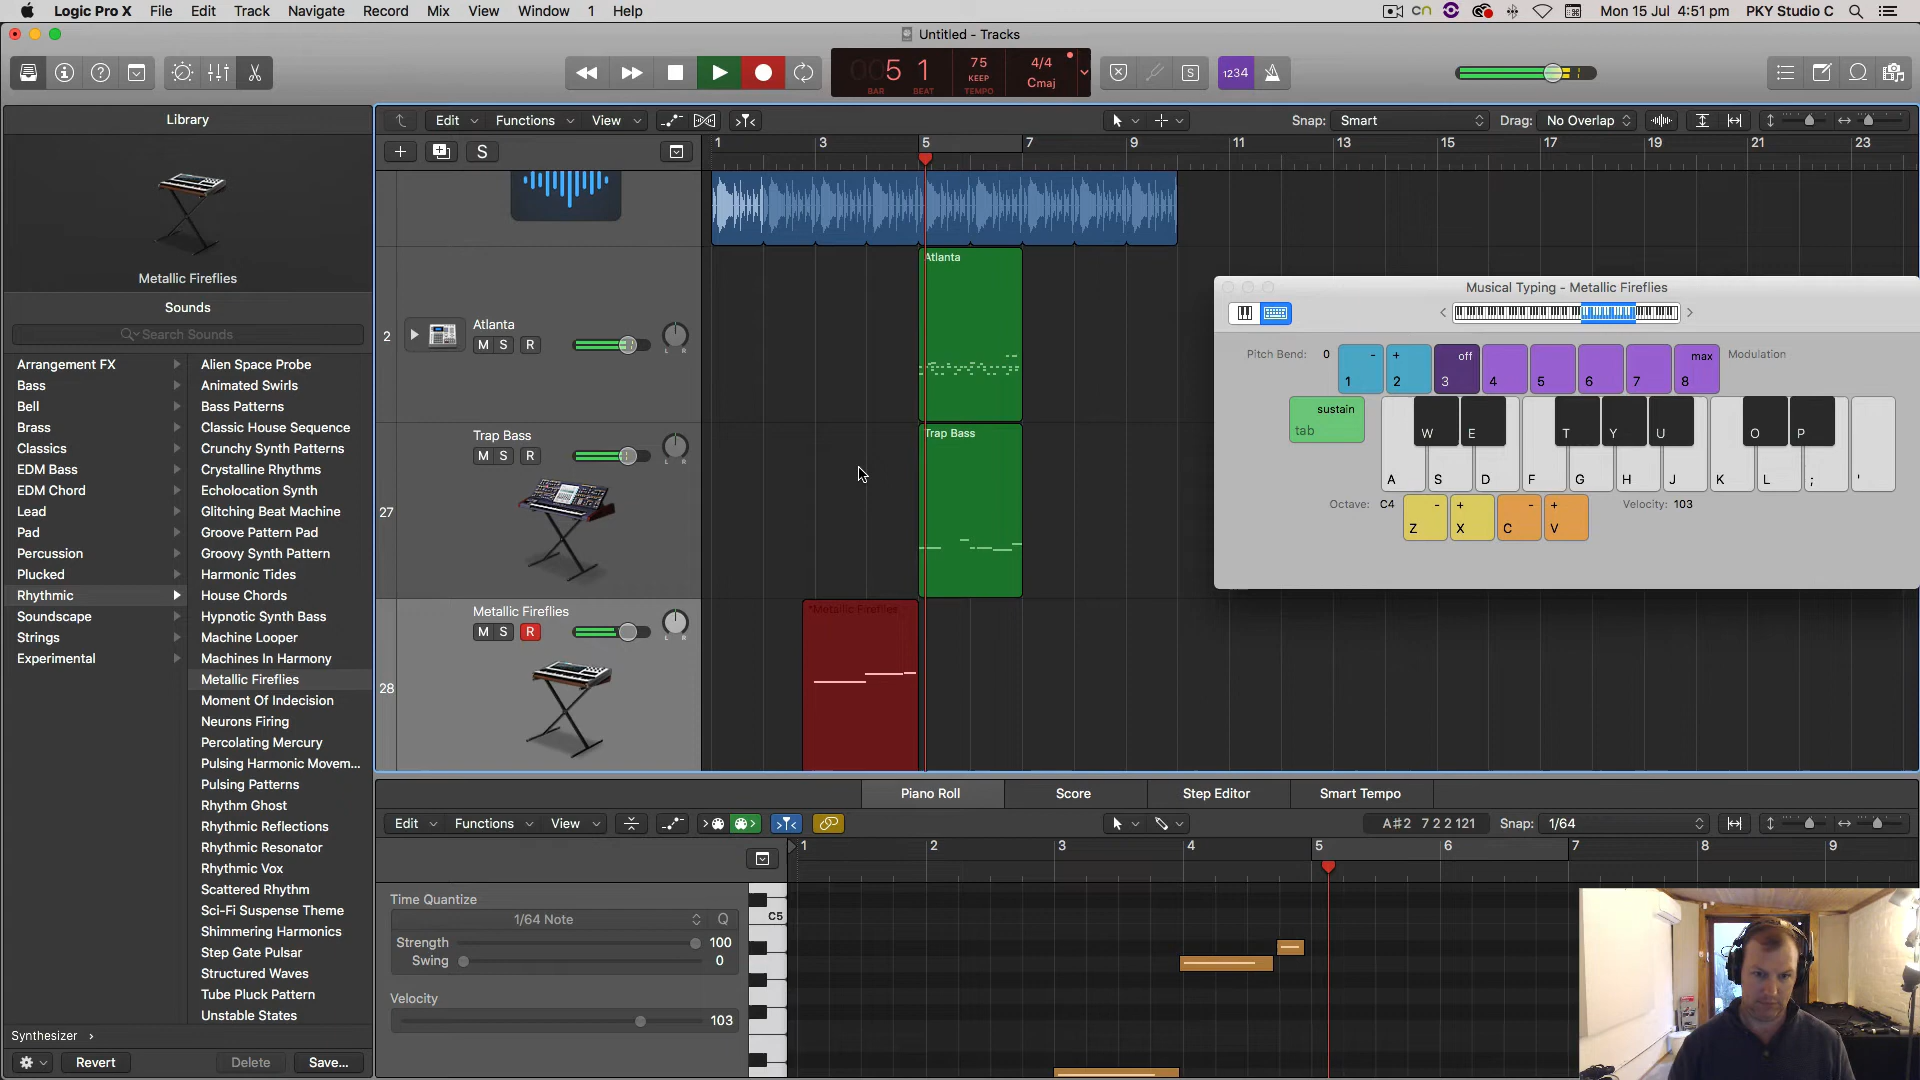 Logic Pro X File Edit Track Navigate Record Mix View Window 1 Help
Mon 15 Jul 4:51 pm PKY Studio C
Untitled - Tracks
5 1
BAR BEAT
75
KEEP
TEMPO
4/4
Cmaj
S
1234
Library
Metallic Fireflies
Sounds
Search Sounds
Arrangement FX
Bass
Bell
Brass
Classics
EDM Bass
EDM Chord
Lead
Pad
Percussion
Plucked
Rhythmic
Soundscape
Strings
Experimental
Alien Space Probe
Animated Swirls
Bass Patterns
Classic House Sequence
Crunchy Synth Patterns
Crystalline Rhythms
Echolocation Synth
Glitching Beat Machine
Groove Pattern Pad
Groovy Synth Pattern
Harmonic Tides
House Chords
Hypnotic Synth Bass
Machine Looper
Machines In Harmony
Metallic Fireflies
Moment Of Indecision
Neurons Firing
Percolating Mercury
Pulsing Harmonic Movem...
Pulsing Patterns
Rhythm Ghost
Rhythmic Reflections
Rhythmic Resonator
Rhythmic Vox
Scattered Rhythm
Sci-Fi Suspense Theme
Shimmering Harmonics
Step Gate Pulsar
Structured Waves
Tube Pluck Pattern
Unstable States
Synthesizer
Revert Delete Save...
Edit Functions View
Snap: Smart Drag: No Overlap
S
1 3 5 7 9 11 13 15 17 19 21 23
2
Atlanta
M S R
L R
Atlanta
27
Trap Bass
M S R
L R
Trap Bass
28
Metallic Fireflies
M S R
L R
*Metallic Fireflies
Musical Typing - Metallic Fireflies
Pitch Bend: 0
- 1
+ 2
off 3
4
5
6
7
max 8
Modulation
sustain
tab
W E T Y U O P
A S D F G H J K L ; '
Octave: C4
- Z
+ X
- C
+ V
Velocity: 103
Piano Roll Score Step Editor Smart Tempo
Edit Functions View
A#2 7 2 2 121 Snap: 1/64
1 2 3 4 5 6 7 8 9
Time Quantize
1/64 Note Q
Strength 100
Swing 0
Velocity
103
C5